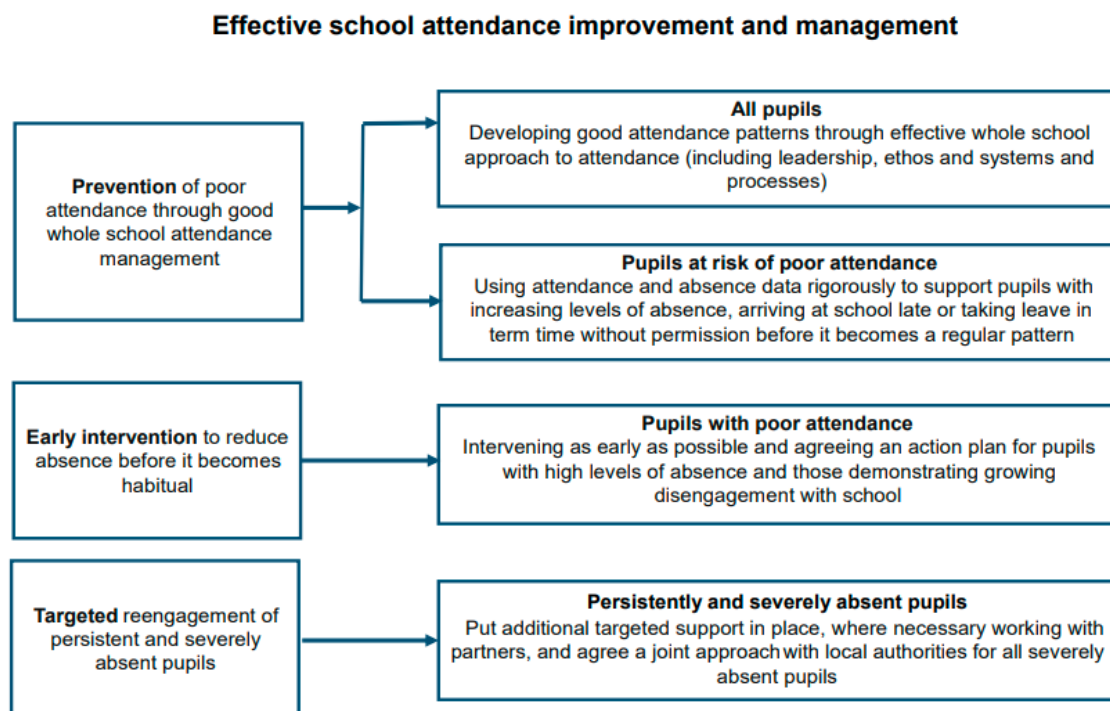 Effective school attendance improvement and management
Prevention of poor
attendance through good
whole school attendance
management
All pupils
Developing good attendance patterns through effective whole school
approach to attendance (including leadership, ethos and systems and
processes)
Pupils at risk of poor attendance
Using attendance and absence data rigorously to support pupils with
increasing levels of absence, arriving at school late or taking leave in
term time without permission before it becomes a regular pattern
Early intervention to reduce
absence before it becomes
habitual
Pupils with poor attendance
Intervening as early as possible and agreeing an action plan for pupils
with high levels of absence and those demonstrating growing
disengagement with school
Targeted reengagement of
persistent and severely
absent pupils
Persistently and severely absent pupils
Put additional targeted support in place, where necessary working with
partners, and agree a joint approach with local authorities for all severely
absent pupils